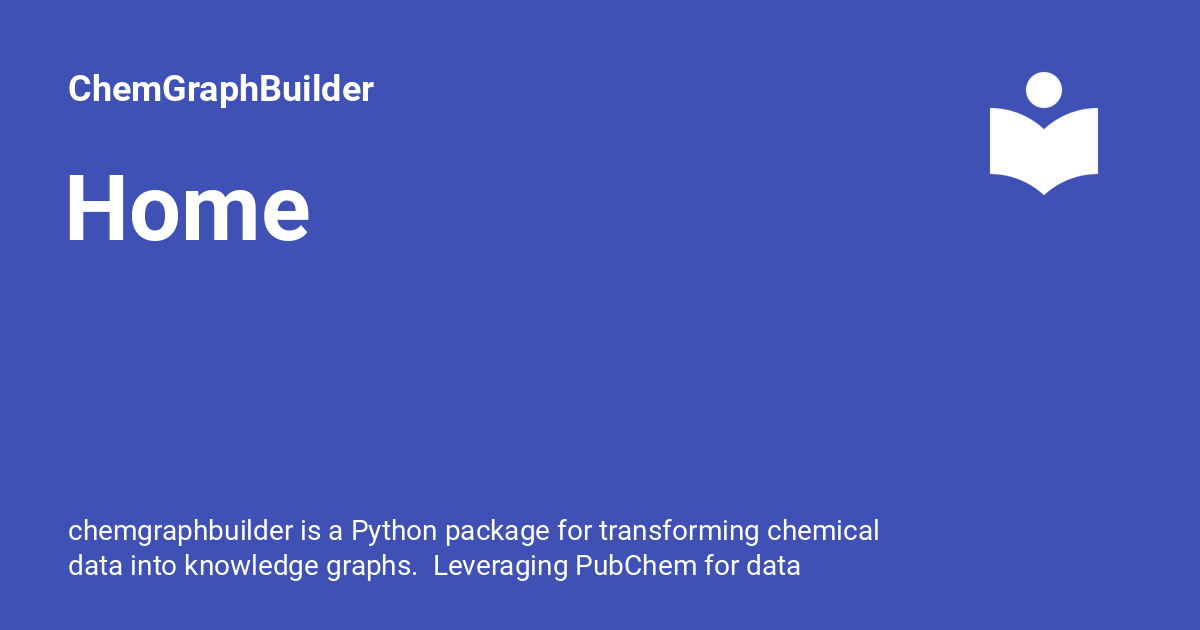 ChemGraphBuilder
Home
chemgraphbuilder is a Python package for transforming chemical
data into knowledge graphs.  Leveraging PubChem for data